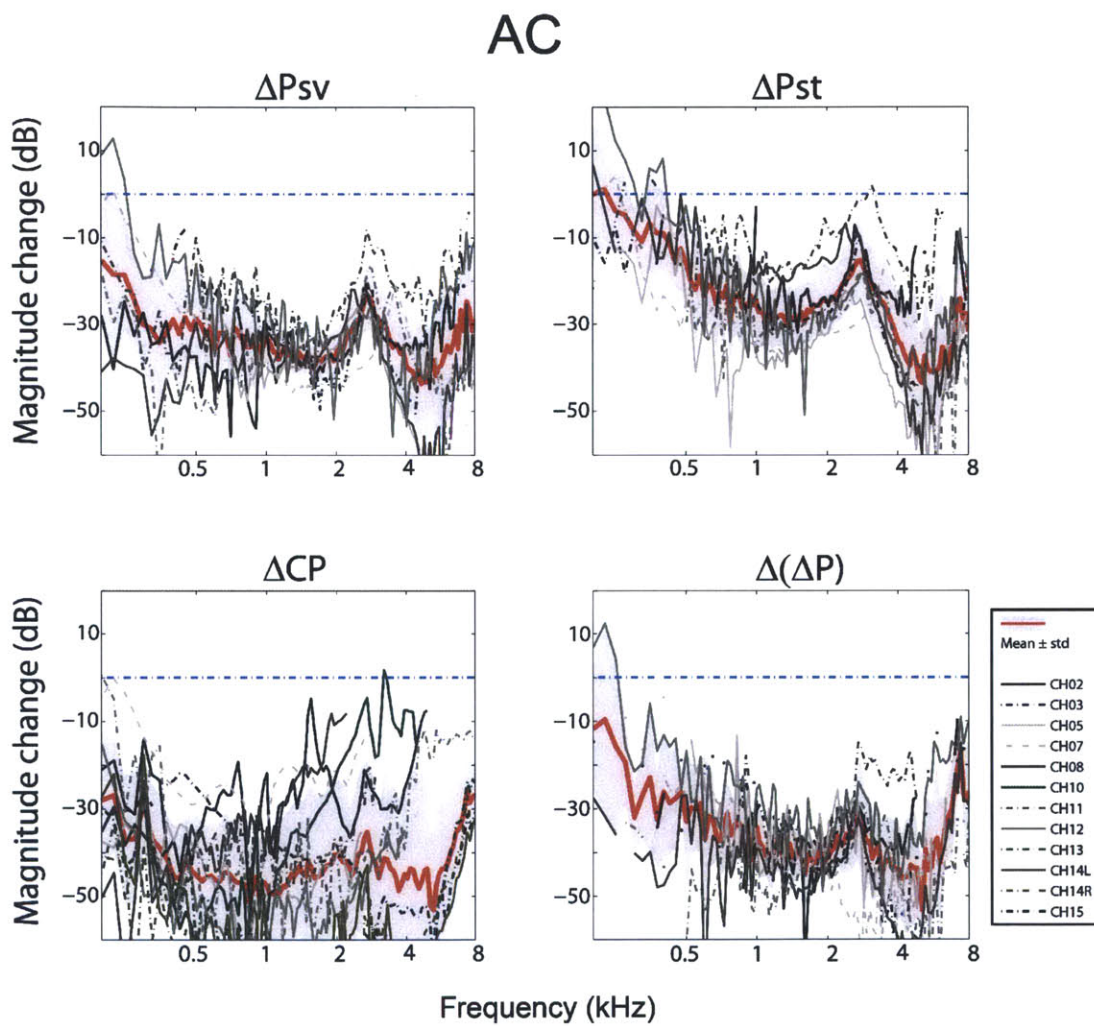 AC
ΔPsv
ΔPst
Magnitude change (dB)
10
−10
−30
−50
0.5
1
2
4
8
10
−10
−30
−50
0.5
1
2
4
8
ΔCP
Δ(ΔP)
Magnitude change (dB)
10
−10
−30
−50
0.5
1
2
4
8
10
−10
−30
−50
0.5
1
2
4
8
Mean ± std
CH02
CH03
CH05
CH07
CH08
CH10
CH11
CH12
CH13
CH14L
CH14R
CH15
Frequency (kHz)